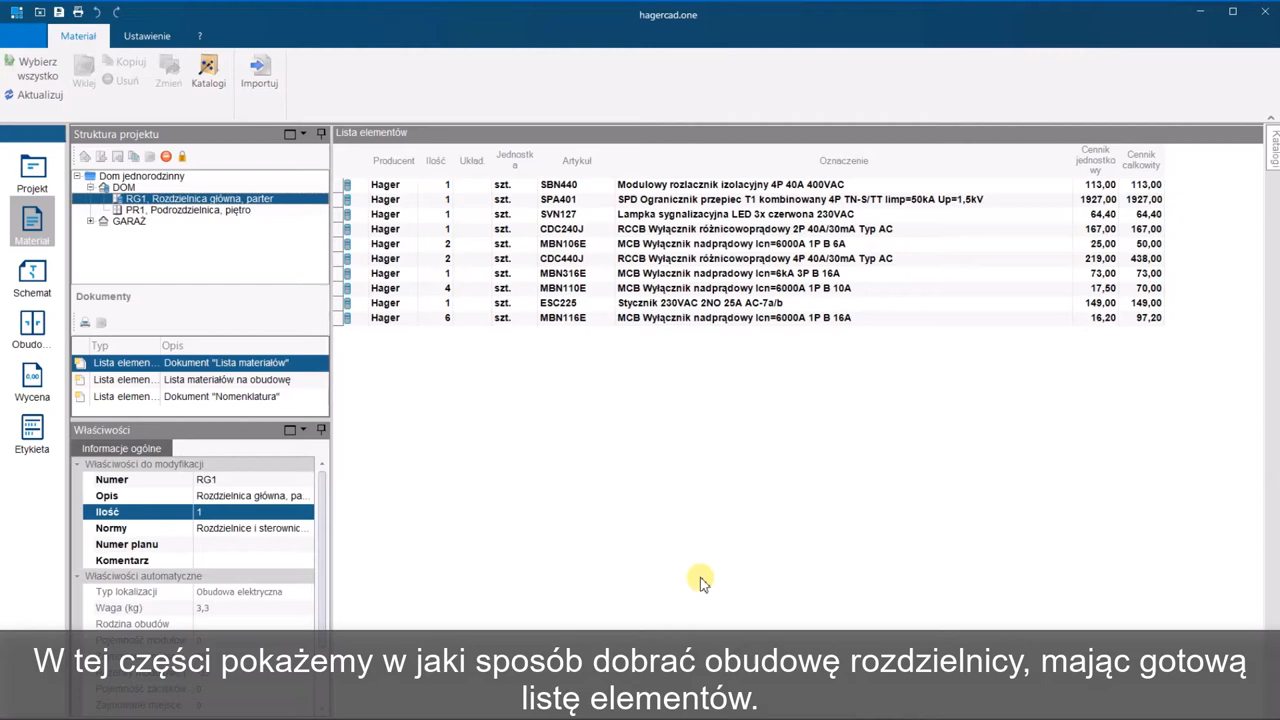 hagercad.one
Materiał Ustawienie ?
Wybierz wszystko
Aktualizuj
Wklej
Kopiuj
Usuń
Zmień
Katalogi
Importuj
Projekt
Materiał
Schemat
Obudo...
Wycena
Etykieta
Struktura projektu
Dom jednorodzinny
DOM
RG1, Rozdzielnica główna, parter
PR1, Podrozdzielnica, piętro
GARAŻ
Dokumenty
Typ Opis
Lista elemen... Dokument "Lista materiałów"
Lista elemen... Lista materiałów na obudowę
Lista elemen... Dokument "Nomenklatura"
Właściwości
Informacje ogólne
Właściwości do modyfikacji
Numer RG1
Opis Rozdzielnica główna, pa...
Ilość 1
Normy Rozdzielnice i sterownic...
Numer planu
Komentarz
Właściwości automatyczne
Typ lokalizacji Obudowa elektryczna
Waga (kg) 3,3
Rodzina obudów
Lista elementów
Producent Ilość Układ. Jednostka Artykuł Oznaczenie Cennik jednostkowy Cennik całkowity
Hager 1 szt. SBN440 Modułowy rozłącznik izolacyjny 4P 40A 400VAC 113,00 113,00
Hager 1 szt. SPA401 SPD Ogranicznik przepięc T1 kombinowany 4P TN-S/TT Iimp=50kA Up=1,5kV 1927,00 1927,00
Hager 1 szt. SVN127 Lampka sygnalizacyjna LED 3x czerwona 230VAC 64,40 64,40
Hager 1 szt. CDC240J RCCB Wyłącznik różnicowoprądowy 2P 40A/30mA Typ AC 167,00 167,00
Hager 2 szt. MBN106E MCB Wyłącznik nadprądowy Icn=6000A 1P B 6A 25,00 50,00
Hager 2 szt. CDC440J RCCB Wyłącznik różnicowoprądowy 4P 40A/30mA Typ AC 219,00 438,00
Hager 1 szt. MBN316E MCB Wyłącznik nadprądowy Icn=6kA 3P B 16A 73,00 73,00
Hager 4 szt. MBN110E MCB Wyłącznik nadprądowy Icn=6000A 1P B 10A 17,50 70,00
Hager 1 szt. ESC225 Stycznik 230VAC 2NO 25A AC-7a/b 149,00 149,00
Hager 6 szt. MBN116E MCB Wyłącznik nadprądowy Icn=6000A 1P B 16A 16,20 97,20
Katalogi
W tej części pokażemy w jaki sposób dobrać obudowę rozdzielnicy, mając gotową
listę elementów.